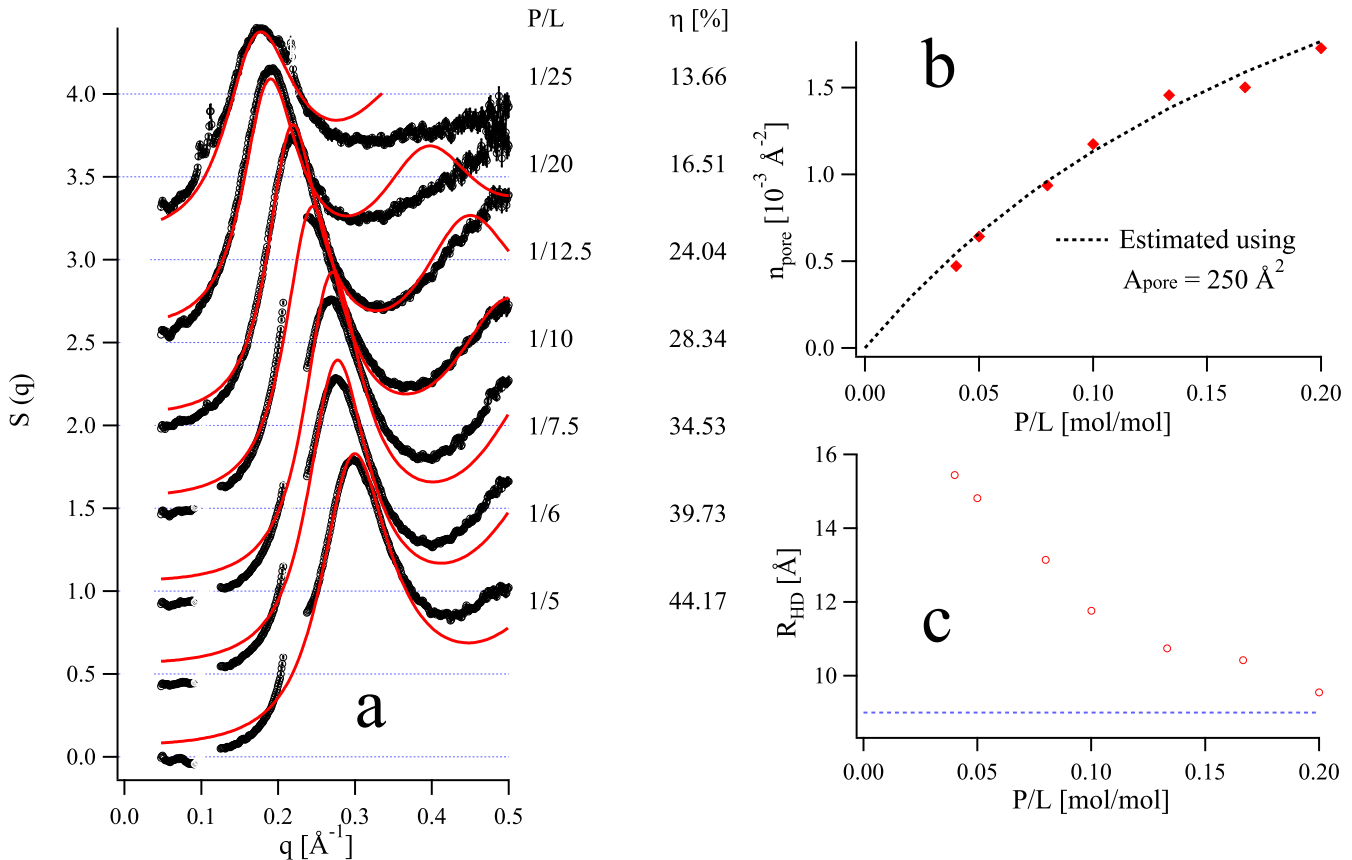 P/L η [%]
1/25 13.66
1/20 16.51
1/12.5 24.04
1/10 28.34
1/7.5 34.53
1/6 39.73
1/5 44.17
S (q)
4.0
3.5
3.0
2.5
2.0
1.5
1.0
0.5
0.0
a
0.0 0.1 0.2 0.3 0.4 0.5
q [Å⁻¹]
b
n_pore [10⁻³ Å⁻²]
1.5
1.0
0.5
0.0
Estimated using
Apore = 250 Å²
0.00 0.05 0.10 0.15 0.20
P/L [mol/mol]
R_HD [Å]
16
14
12
10
c
0.00 0.05 0.10 0.15 0.20
P/L [mol/mol]